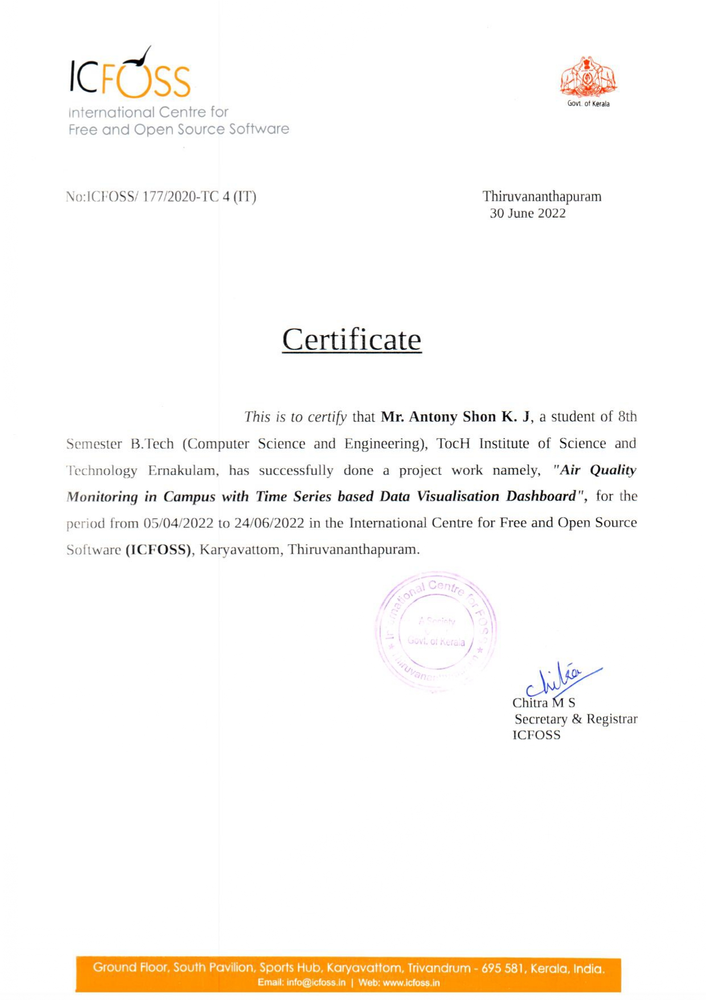 ICFOSS
International Centre for
Free and Open Source Software
Govt. of Kerala
No:ICFOSS/ 177/2020-TC 4 (IT)
Thiruvananthapuram
30 June 2022
Certificate
This is to certify that Mr. Antony Shon K. J, a student of 8th
Semester B.Tech (Computer Science and Engineering), TocH Institute of Science and
Technology Ernakulam, has successfully done a project work namely, "Air Quality
Monitoring in Campus with Time Series based Data Visualisation Dashboard", for the
period from 05/04/2022 to 24/06/2022 in the International Centre for Free and Open Source
Software (ICFOSS), Karyavattom, Thiruvananthapuram.
International Centre for FOSS
A Society
Govt. of Kerala
Chitra
Chitra M S
Secretary & Registrar
ICFOSS
Ground Floor, South Pavilion, Sports Hub, Karyavattom, Trivandrum - 695 581, Kerala, India.
Email: info@icfoss.in | Web: www.icfoss.in